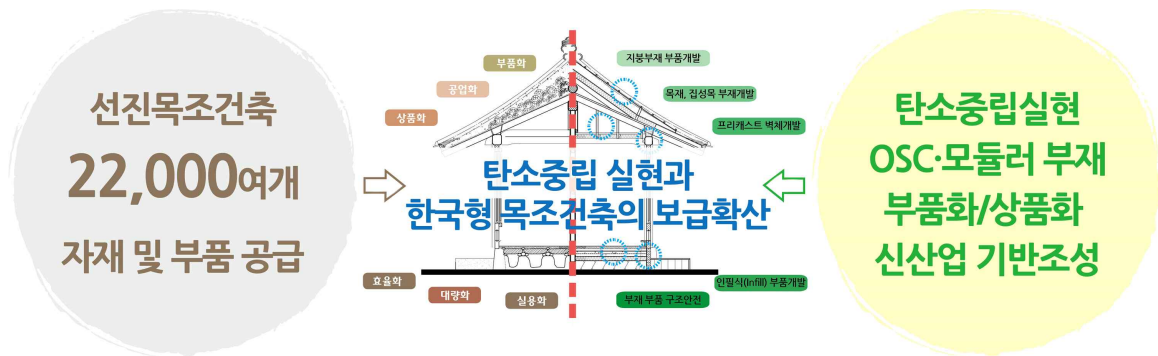 선진목조건축
22,000여개
자재 및 부품 공급
부품화
공업화
상품화
지붕부재 부품개발
목재, 집성목 부재개발
프리캐스트 벽체개발
탄소중립 실현과
한국형 목조건축의 보급확산
효율화
대량화
실용화
인필식(Infill) 부품개발
부재 부품 구조안전
탄소중립실현
OSC·모듈러 부재
부품화/상품화
신산업 기반조성